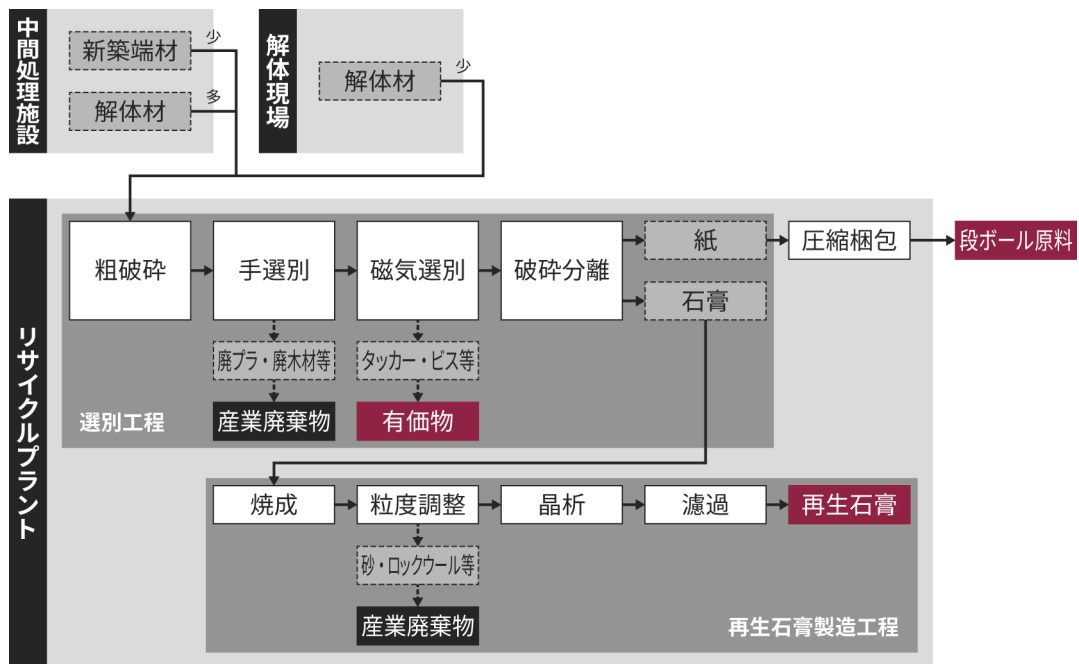 中間処理施設
新築端材
少
解体材
多
解体現場
解体材
少
リサイクルプラント
粗破砕
手選別
磁気選別
破砕分離
紙
石膏
圧縮梱包
段ボール原料
廃プラ・廃木材等
タッカー・ビス等
産業廃棄物
有価物
選別工程
焼成
粒度調整
晶析
濾過
再生石膏
砂・ロックウール等
産業廃棄物
再生石膏製造工程